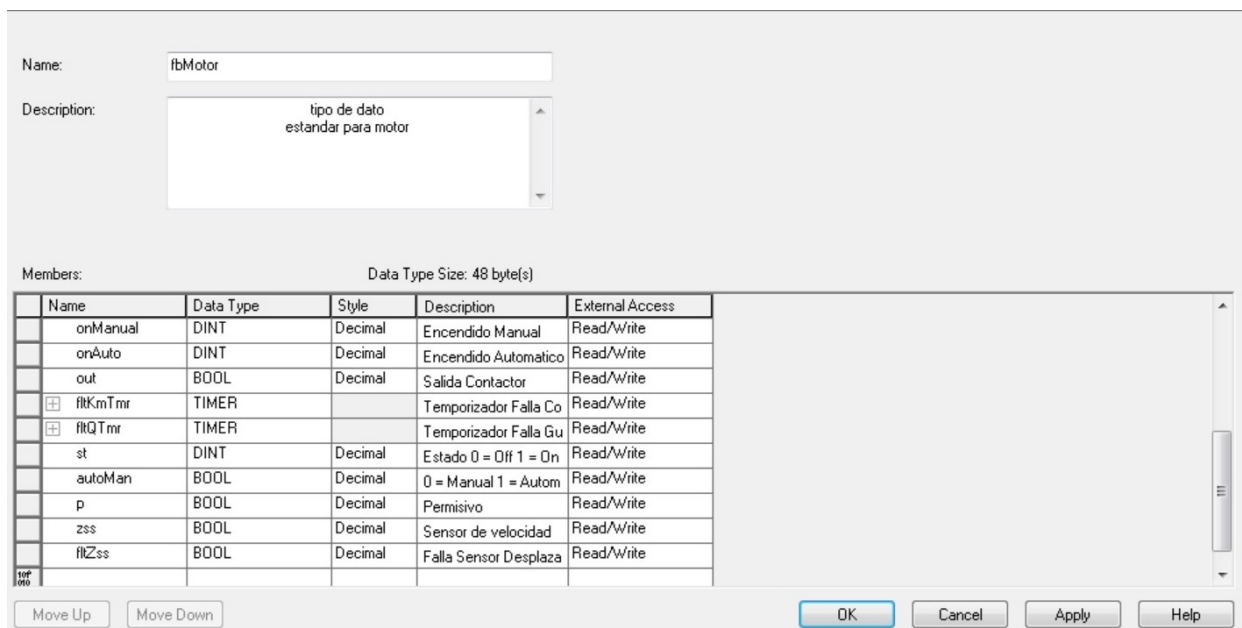 Name: fbMotor
Description: tipo de dato
estandar para motor
Members: Data Type Size: 48 byte(s)
Name Data Type Style Description External Access
onManual DINT Decimal Encendido Manual Read/Write
onAuto DINT Decimal Encendido Automatico Read/Write
out BOOL Decimal Salida Contactor Read/Write
fltKmTmr TIMER Temporizador Falla Co Read/Write
fltQTmr TIMER Temporizador Falla Gu Read/Write
st DINT Decimal Estado 0 = Off 1 = On Read/Write
autoMan BOOL Decimal 0 = Manual 1 = Autom Read/Write
p BOOL Decimal Permisivo Read/Write
zss BOOL Decimal Sensor de velocidad Read/Write
fltZss BOOL Decimal Falla Sensor Desplaza Read/Write
Move Up Move Down OK Cancel Apply Help